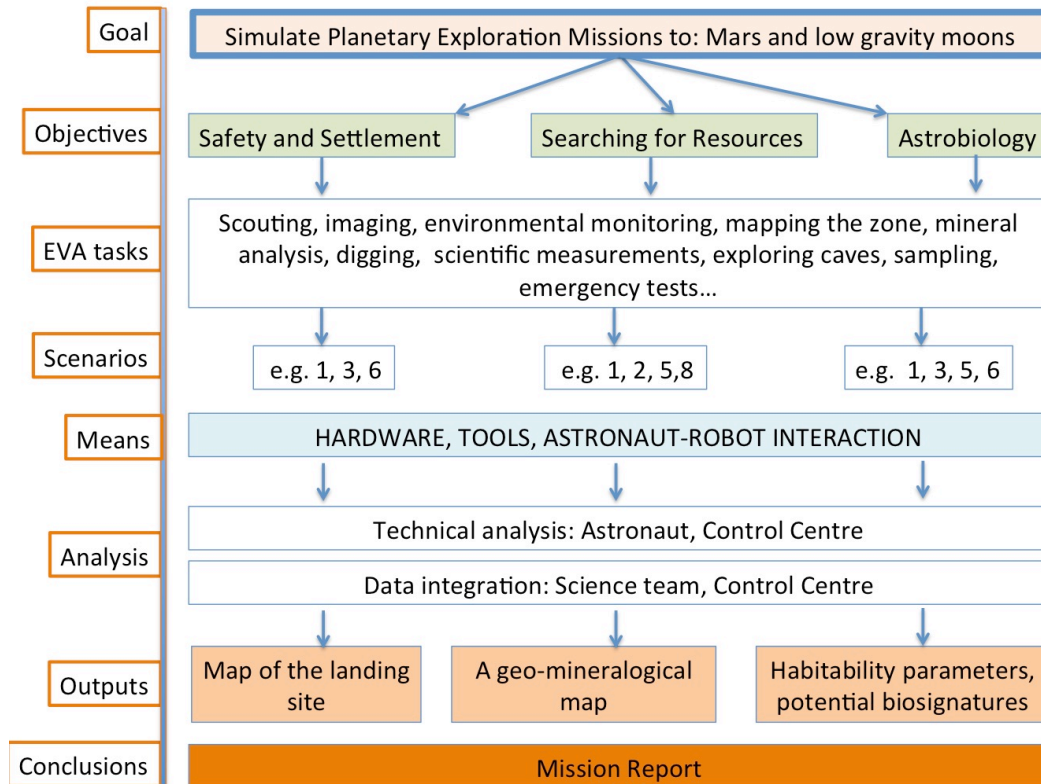 Goal
Simulate Planetary Exploration Missions to: Mars and low gravity moons
Objectives
Safety and Settlement
Searching for Resources
Astrobiology
EVA tasks
Scouting, imaging, environmental monitoring, mapping the zone, mineral
analysis, digging,  scientific measurements, exploring caves, sampling,
emergency tests...
Scenarios
e.g. 1, 3, 6
e.g. 1, 2, 5,8
e.g.  1, 3, 5, 6
Means
HARDWARE, TOOLS, ASTRONAUT-ROBOT INTERACTION
Analysis
Technical analysis: Astronaut, Control Centre
Data integration: Science team, Control Centre
Outputs
Map of the landing
site
A geo-mineralogical
map
Habitability parameters,
potential biosignatures
Conclusions
Mission Report